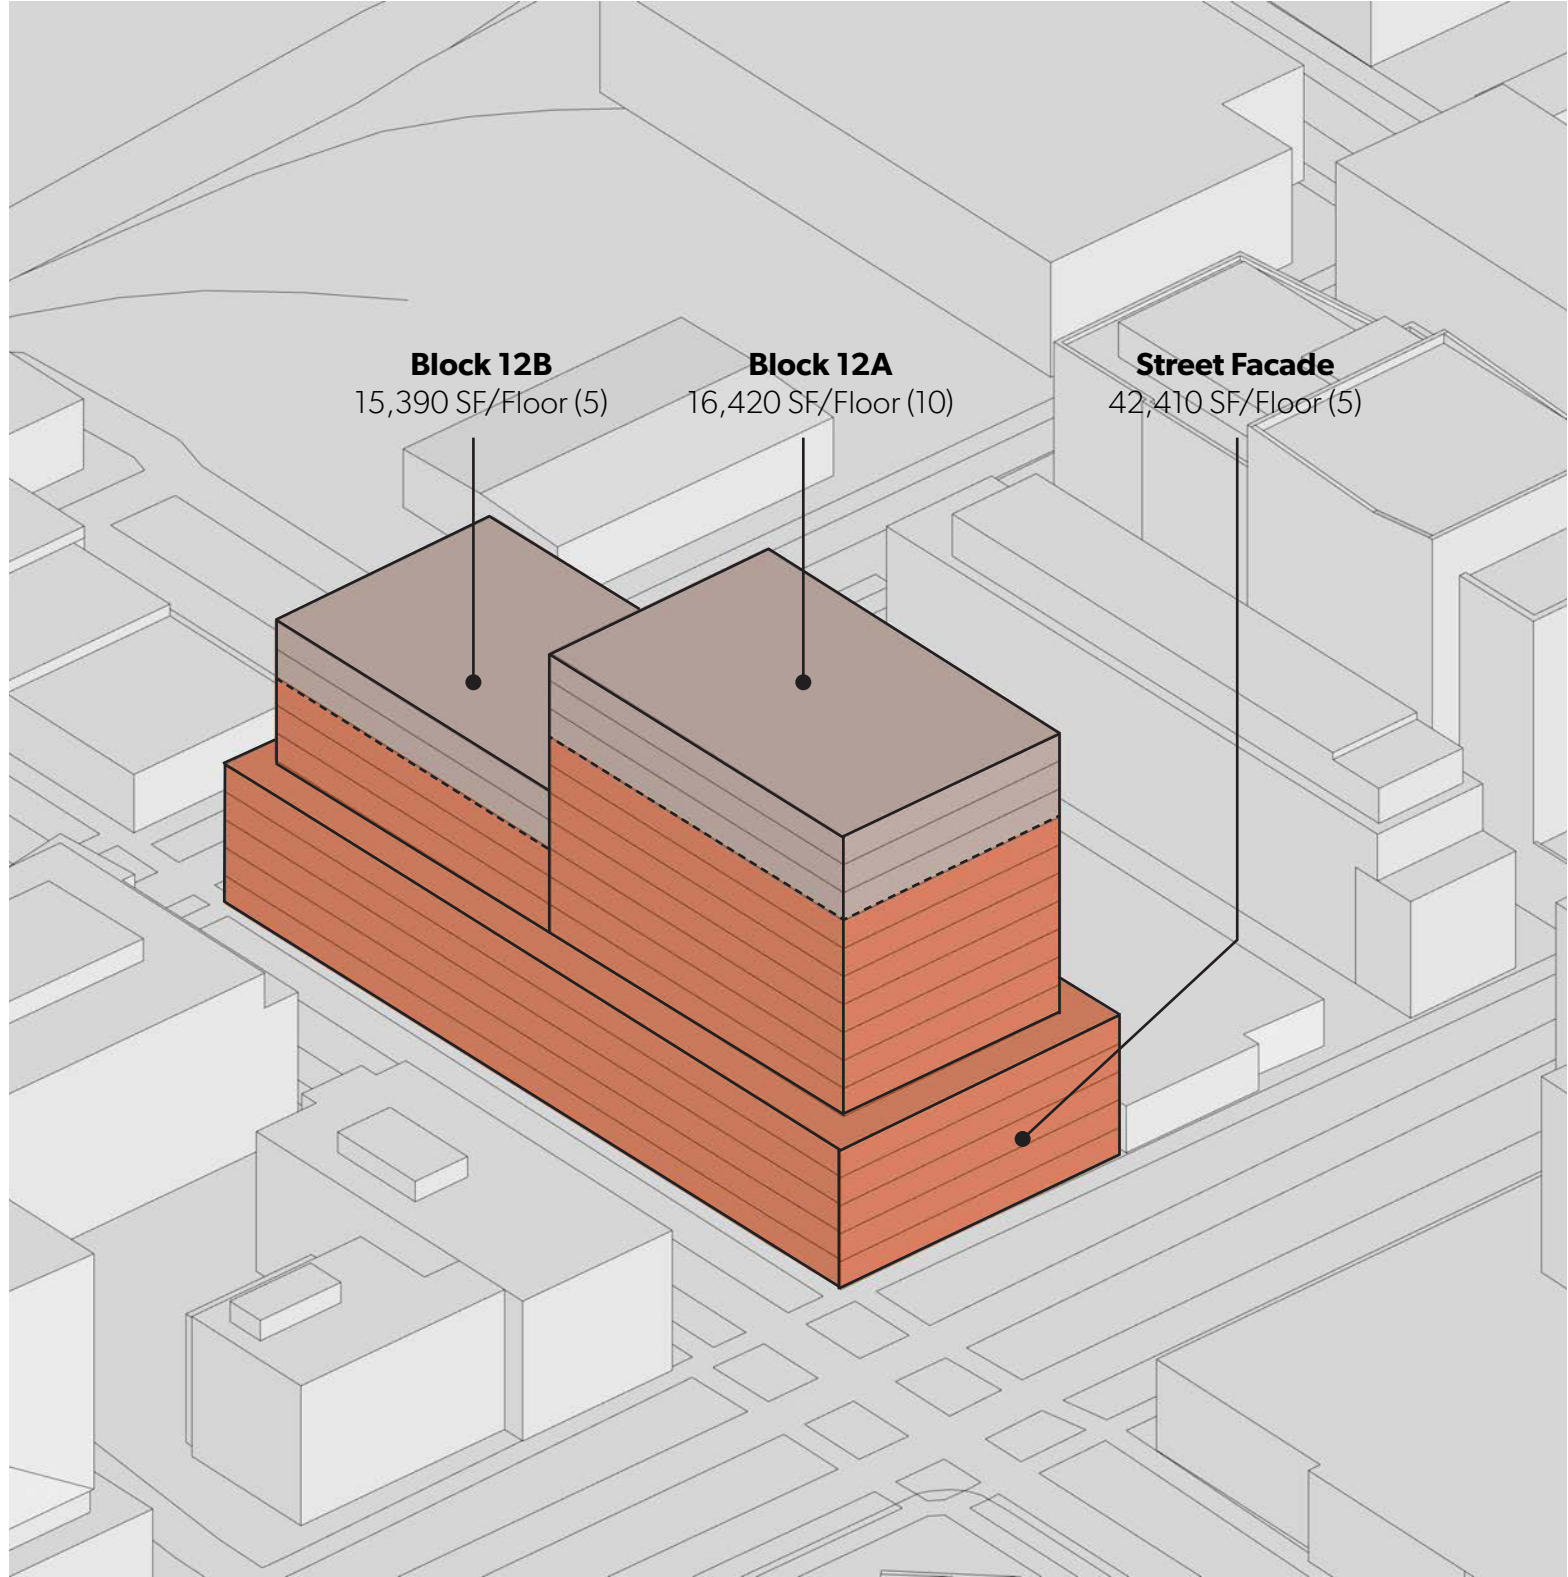 Block 12B
15,390 SF/Floor (5)
Block 12A
16,420 SF/Floor (10)
Street Facade
42,410 SF/Floor (5)